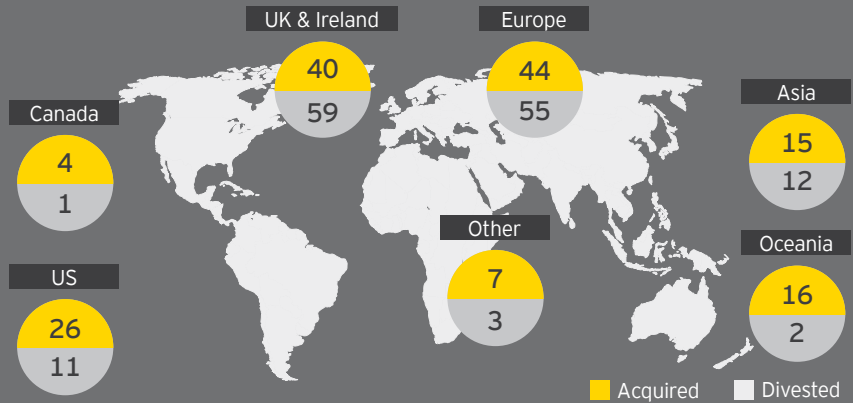 UK & Ireland
40
59
Europe
44
55
Canada
4
1
Asia
15
12
Other
7
3
Oceania
16
2
US
26
11
Acquired
Divested